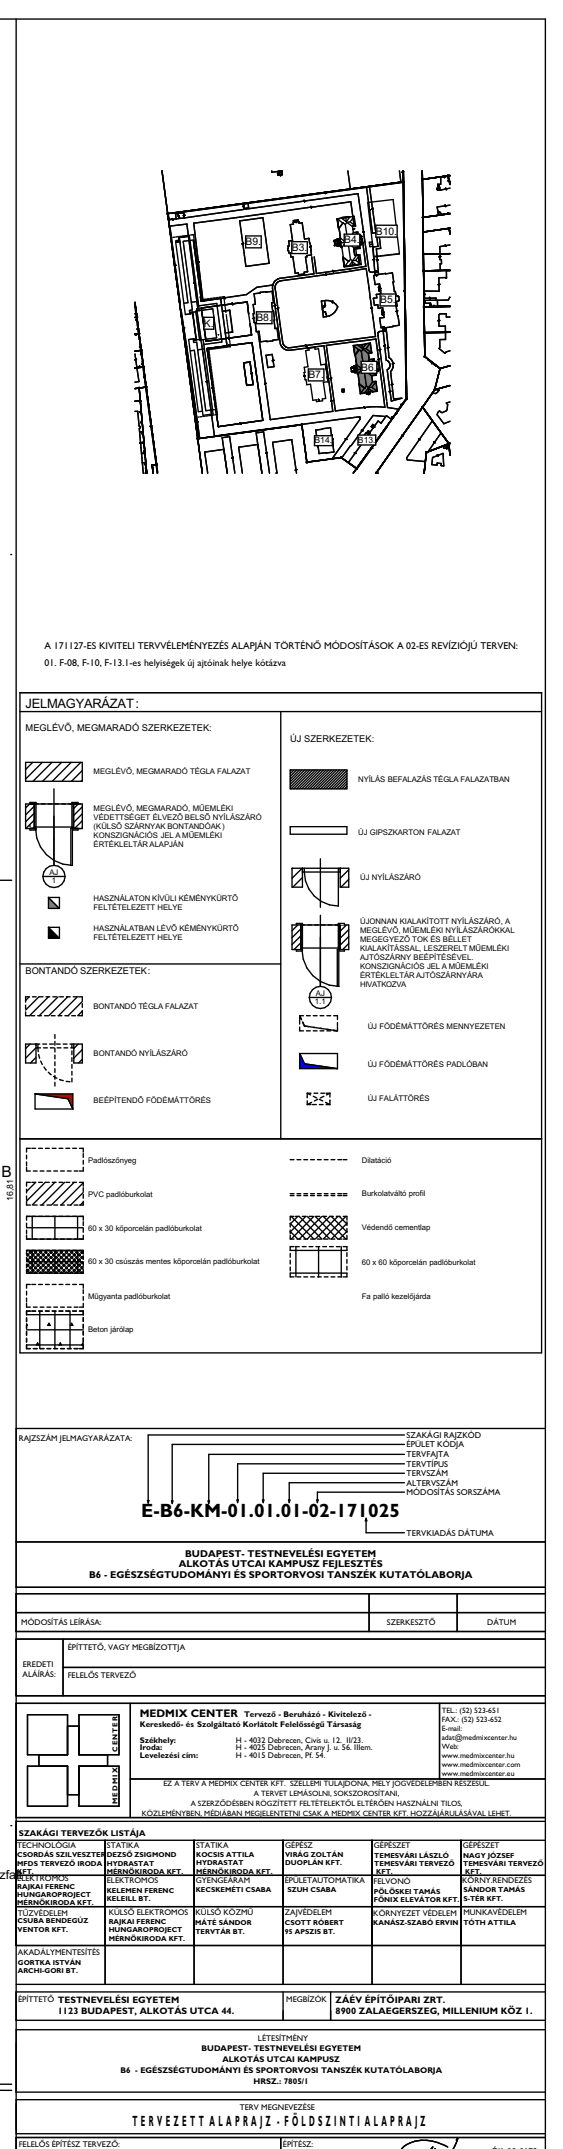 B9.
B3.
B4.
B10.
B5.
K.
B8.
B7.
B6.
B14.
B13.
A 171127-ES KIVITELI TERVVÉLEMÉNYEZÉS ALAPJÁN TÖRTÉNŐ MÓDOSÍTÁSOK A 02-ES REVÍZIÓJÚ TERVEN:
01. F-08, F-10, F-13.1-es helyiségek új ajtóinak helye kótázva
JELMAGYARÁZAT:
MEGLÉVŐ, MEGMARADÓ SZERKEZETEK:
MEGLÉVŐ, MEGMARADÓ TÉGLA FALAZAT
MEGLÉVŐ, MEGMARADÓ, MŰEMLÉKI
VÉDETTSÉGET ÉLVEZŐ BELSŐ NYÍLÁSZÁRÓ
(KÜLSŐ SZÁRNYAK BONTANDÓAK)
KONSZIGNÁCIÓS JEL A MŰEMLÉKI
ÉRTÉKLELTÁR ALAPJÁN
AJ
1
HASZNÁLATON KÍVÜLI KÉMÉNYKÜRTŐ
FELTÉTELEZETT HELYE
HASZNÁLATBAN LÉVŐ KÉMÉNYKÜRTŐ
FELTÉTELEZETT HELYE
BONTANDÓ SZERKEZETEK:
BONTANDÓ TÉGLA FALAZAT
BONTANDÓ NYÍLÁSZÁRÓ
BEÉPÍTENDŐ FÖDÉMÁTTÖRÉS
ÚJ SZERKEZETEK:
NYÍLÁS BEFALAZÁS TÉGLA FALAZATBAN
ÚJ GIPSZKARTON FALAZAT
ÚJ NYÍLÁSZÁRÓ
ÚJONNAN KIALAKÍTOTT NYÍLÁSZÁRÓ, A
MEGLÉVŐ, MŰEMLÉKI NYÍLÁSZÁRÓKKAL
MEGEGYEZŐ TOK ÉS BÉLLET
KIALAKÍTÁSSAL, LESZERELT MŰEMLÉKI
AJTÓSZÁRNY BEÉPÍTÉSÉVEL.
KONSZIGNÁCIÓS JEL A MŰEMLÉKI
ÉRTÉKLELTÁR AJTÓSZÁRNYÁRA
HIVATKOZVA
AJ
1.1
ÚJ FÖDÉMÁTTÖRÉS MENNYEZETEN
ÚJ FÖDÉMÁTTÖRÉS PADLÓBAN
ÚJ FALÁTTÖRÉS
B
16,81
Padlószőnyeg
PVC padlóburkolat
60 x 30 kőporcelán padlóburkolat
60 x 30 csúszás mentes kőporcelán padlóburkolat
Műgyanta padlóburkolat
Beton járólap
Dilatáció
Burkolatváltó profil
Védendő cementlap
60 x 60 kőporcelán padlóburkolat
Fa palló kezelőjárda
RAJZSZÁM JELMAGYARÁZATA:
SZAKÁGI RAJZKÓD
ÉPÜLET KÓDJA
TERVFAJTA
TERVTÍPUS
TERVSZÁM
ALTERVSZÁM
MÓDOSÍTÁS SORSZÁMA
E-B6-KM-01.01.01-02-171025
TERVKIADÁS DÁTUMA
BUDAPEST- TESTNEVELÉSI EGYETEM
ALKOTÁS UTCAI KAMPUSZ FEJLESZTÉS
B6 - EGÉSZSÉGTUDOMÁNYI ÉS SPORTORVOSI TANSZÉK KUTATÓLABORJA
MÓDOSÍTÁS LEÍRÁSA: SZERKESZTŐ DÁTUM
EREDETI
ALÁÍRÁS:
ÉPÍTTETŐ, VAGY MEGBÍZOTTJA
FELELŐS TERVEZŐ
MEDMIX CENTER
MEDMIX CENTER Tervező - Beruházó - Kivitelező -
Kereskedő- és Szolgáltató Korlátolt Felelősségű Társaság
Székhely: H - 4032 Debrecen, Civis u. 12. II/23.
Iroda: H - 4025 Debrecen, Arany J. u. 56. IIIem.
Levelezési cím: H - 4015 Debrecen, Pf. 54.
TEL.: (52) 523-651
FAX.: (52) 523-652
E-mail:
adat@medmixcenter.hu
Web:
www.medmixcenter.hu
www.medmixcenter.com
www.medmixcenter.eu
EZ A TERV A MEDMIX CENTER KFT. SZELLEMI TULAJDONA, MELY JOGVÉDELEMBEN RÉSZESÜL.
A TERVET LEMÁSOLNI, SOKSZOROSÍTANI,
A SZERZŐDÉSBEN RÖGZÍTETT FELTÉTELEKTŐL ELTÉRŐEN HASZNÁLNI TILOS,
KÖZLEMÉNYBEN, MÉDIÁBAN MEGJELENTETNI CSAK A MEDMIX CENTER KFT. HOZZÁJÁRULÁSÁVAL LEHET.
SZAKÁGI TERVEZŐK LISTÁJA
TECHNOLÓGIA
CSORDÁS SZILVESZTER
MFDS TERVEZŐ IRODA
KFT.
STATIKA
DEZSŐ ZSIGMOND
HYDRASTAT
MÉRNÖKIRODA KFT.
STATIKA
KOCSIS ATTILA
HYDRASTAT
MÉRNÖKIRODA KFT.
GÉPÉSZ
VIRÁG ZOLTÁN
DUOPLÁN KFT.
GÉPÉSZET
TEMESVÁRI LÁSZLÓ
TEMESVÁRI TERVEZŐ
KFT.
GÉPÉSZET
NAGY JÓZSEF
TEMESVÁRI TERVEZŐ
KFT.
ELEKTROMOS
RAJKAI FERENC
HUNGAROPROJECT
MÉRNÖKIRODA KFT.
ELEKTROMOS
KELEMEN FERENC
KELEILL BT.
GYENGEÁRAM
KECSKEMÉTI CSABA
ÉPÜLETAUTOMATIKA
SZUH CSABA
FELVONÓ
PÖLÖSKEI TAMÁS
FŐNIX ELEVÁTOR KFT.
KÖRNY.RENDEZÉS
SÁNDOR TAMÁS
S-TÉR KFT.
TŰZVÉDELEM
CSUBA BENDEGÚZ
VENTOR KFT.
KÜLSŐ ELEKTROMOS
RAJKAI FERENC
HUNGAROPROJECT
MÉRNÖKIRODA KFT.
KÜLSŐ KÖZMŰ
MÁTÉ SÁNDOR
TERVTÁR BT.
ZAJVÉDELEM
CSOTT RÓBERT
95 APSZIS BT.
KÖRNYEZET VÉDELEM
KANÁSZ-SZABÓ ERVIN
MUNKAVÉDELEM
TÓTH ATTILA
AKADÁLYMENTESÍTÉS
GORTKA ISTVÁN
ARCHI-GORI BT.
ÉPÍTTETŐ TESTNEVELÉSI EGYETEM
1123 BUDAPEST, ALKOTÁS UTCA 44.
MEGBÍZÓK ZÁÉV ÉPÍTŐIPARI ZRT.
8900 ZALAEGERSZEG, MILLENIUM KÖZ 1.
LÉTESÍTMÉNY
BUDAPEST- TESTNEVELÉSI EGYETEM
ALKOTÁS UTCAI KAMPUSZ
B6 - EGÉSZSÉGTUDOMÁNYI ÉS SPORTORVOSI TANSZÉK KUTATÓLABORJA
HRSZ.: 7805/1
TERV MEGNEVEZÉSE
TERVEZETT ALAPRAJZ - FÖLDSZINTI ALAPRAJZ
FELELŐS ÉPÍTÉSZ TERVEZŐ: ÉPÍTÉSZ: